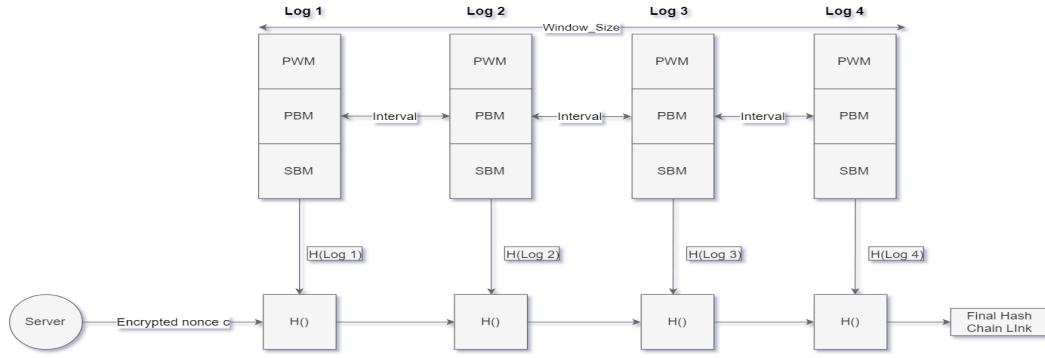 Log 1 Log 2 Log 3 Log 4
Window_Size
PWM PWM PWM PWM
PBM Interval PBM Interval PBM Interval PBM
SBM SBM SBM SBM
H(Log 1) H(Log 2) H(Log 3) H(Log 4)
Server Encrypted nonce c H() H() H() H() Final Hash
Chain LInk